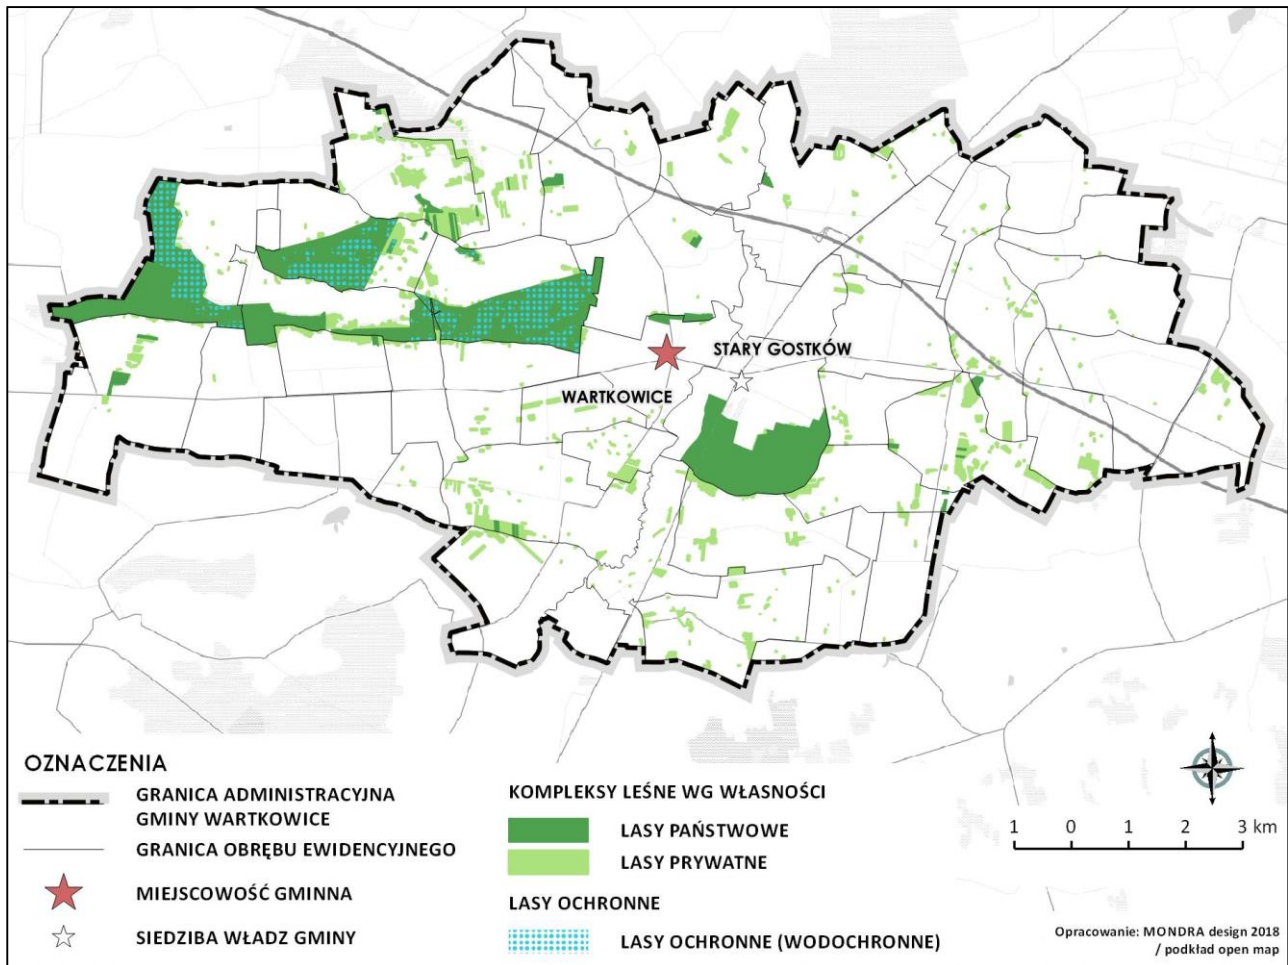 STARY GOSTKÓW
WARTKOWICE
OZNACZENIA
GRANICA ADMINISTRACYJNA
GMINY WARTKOWICE
GRANICA OBRĘBU EWIDENCYJNEGO
MIEJSCOWOŚĆ GMINNA
SIEDZIBA WŁADZ GMINY
KOMPLEKSY LEŚNE WG WŁASNOŚCI
LASY PAŃSTWOWE
LASY PRYWATNE
LASY OCHRONNE
LASY OCHRONNE (WODOCHRONNE)
1 0 1 2 3 km
Opracowanie: MONDRA design 2018
/ podkład open map